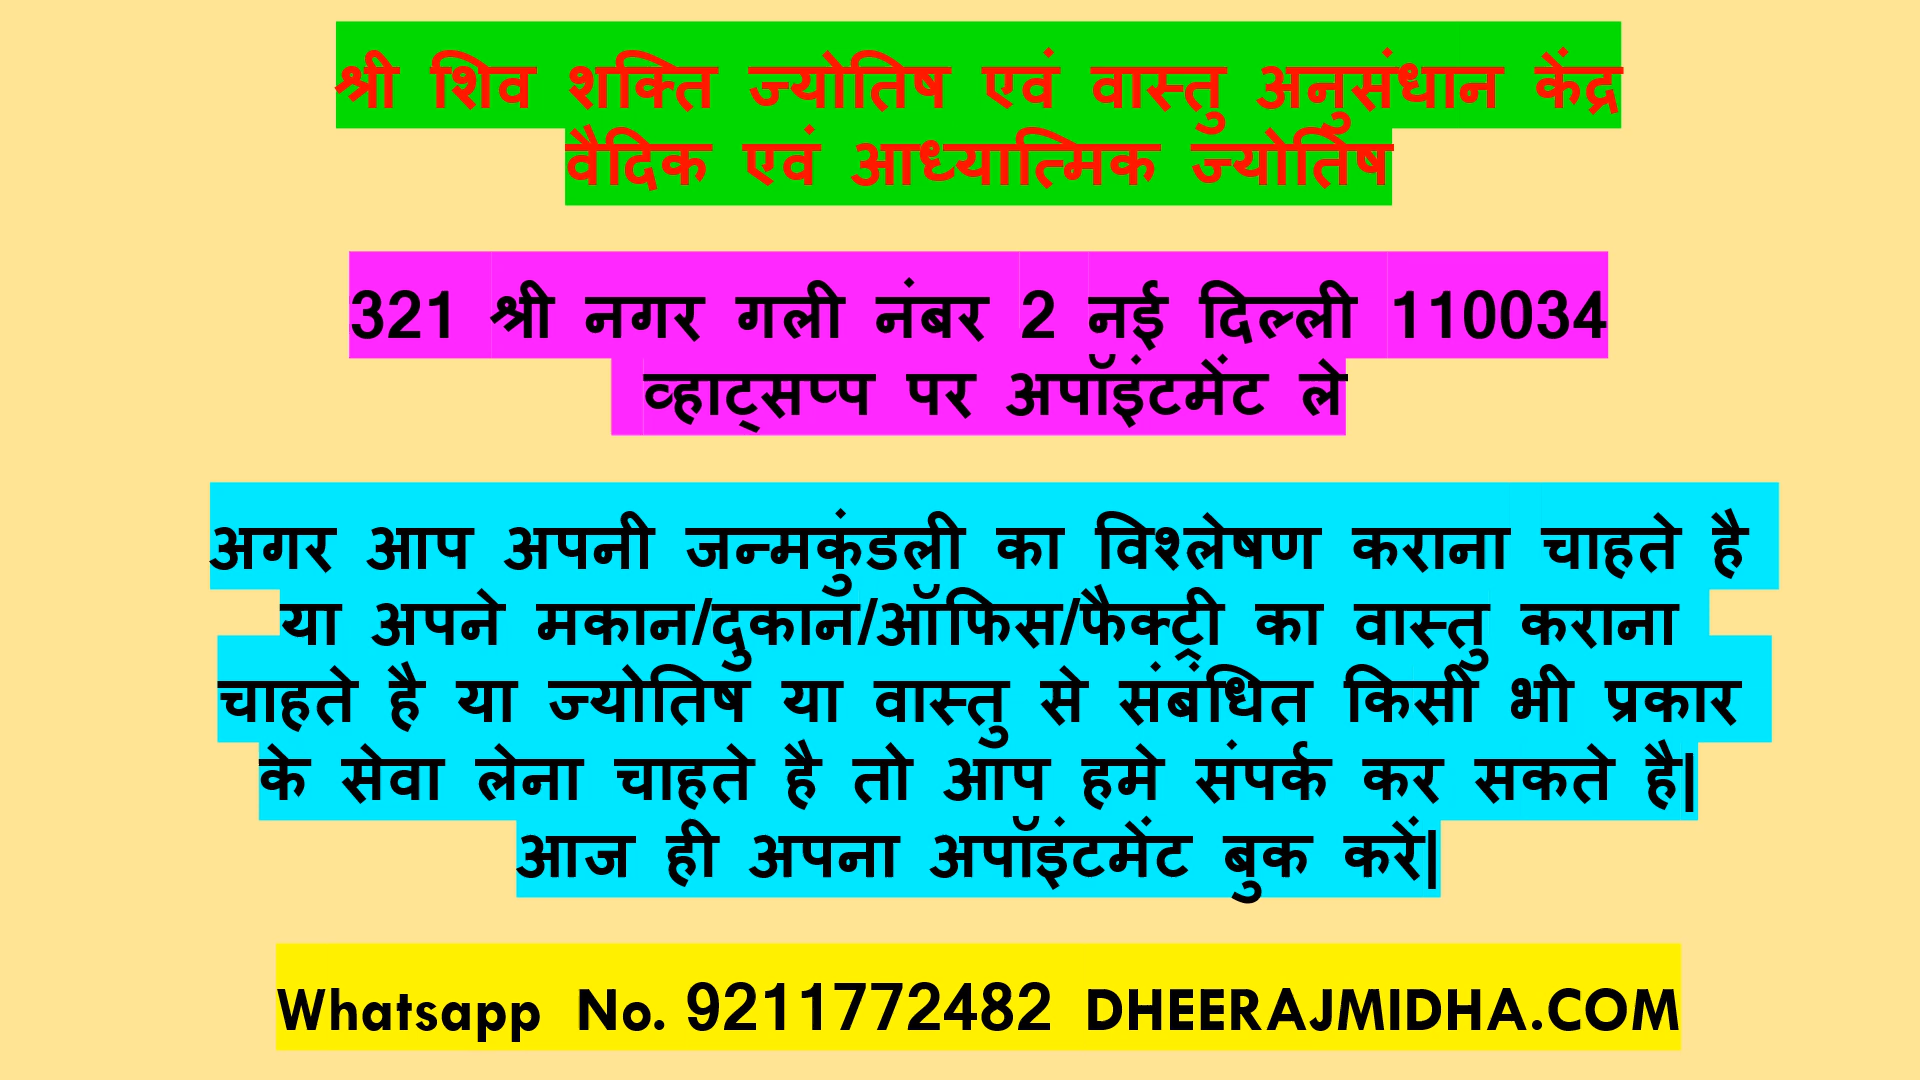 श्री शिव शक्ति ज्योतिष एवं वास्तु अनुसंधान केंद्र
वैदिक एवं आध्यात्मिक ज्योतिष
321 श्री नगर गली नंबर 2 नई दिल्ली 110034
व्हाट्सप्प पर अपॉइंटमेंट ले
अगर आप अपनी जन्मकुंडली का विश्लेषण कराना चाहते है
या अपने मकान/दुकान/ऑफिस/फैक्ट्री का वास्तु कराना
चाहते है या ज्योतिष या वास्तु से संबंधित किसी भी प्रकार
के सेवा लेना चाहते है तो आप हमे संपर्क कर सकते है|
आज ही अपना अपॉइंटमेंट बुक करें|
Whatsapp No. 9211772482 DHEERAJMIDHA.COM